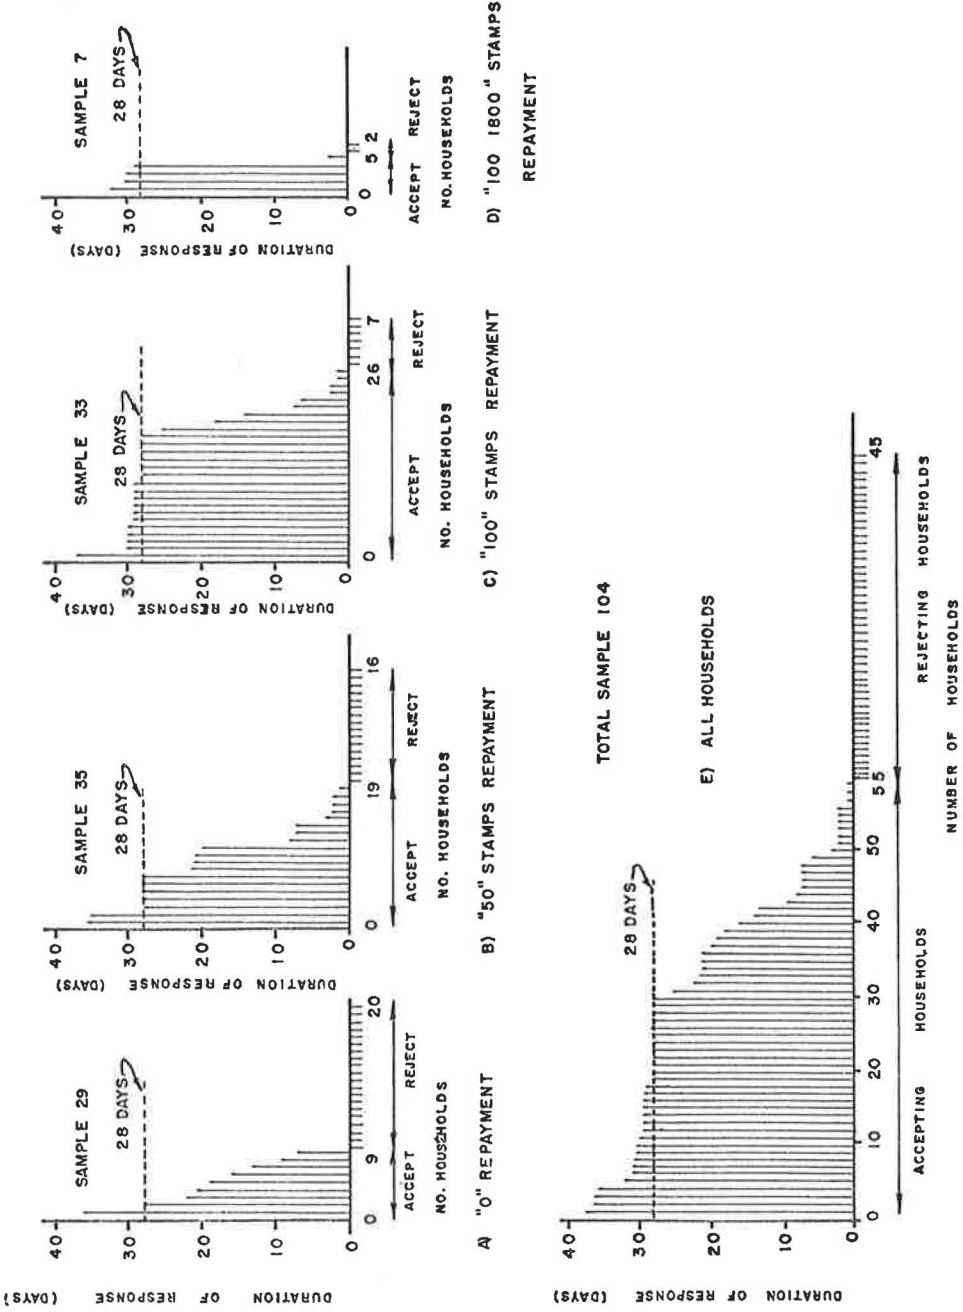 DURATION OF RESPONSE (DAYS)
40
30
20
10
0
SAMPLE 29
28 DAYS
0 9 20
ACCEPT REJECT
NO. HOUSEHOLDS
A) "0" REPAYMENT
DURATION OF RESPONSE (DAYS)
40
30
20
10
0
SAMPLE 35
28 DAYS
0 19 16
ACCEPT REJECT
NO. HOUSEHOLDS
B) "50" STAMPS REPAYMENT
DURATION OF RESPONSE (DAYS)
40
30
20
10
0
SAMPLE 33
28 DAYS
0 26 7
ACCEPT REJECT
NO. HOUSEHOLDS
C) "100" STAMPS REPAYMENT
DURATION OF RESPONSE (DAYS)
40
30
20
10
0
SAMPLE 7
28 DAYS
0 5 2
ACCEPT REJECT
NO. HOUSEHOLDS
D) "100 1800" STAMPS
REPAYMENT
DURATION OF RESPONSE (DAYS)
40
30
20
10
0
28 DAYS
TOTAL SAMPLE 104
E) ALL HOUSEHOLDS
0 10 20 30 40 50 55 45
ACCEPTING HOUSEHOLDS REJECTING HOUSEHOLDS
NUMBER OF HOUSEHOLDS